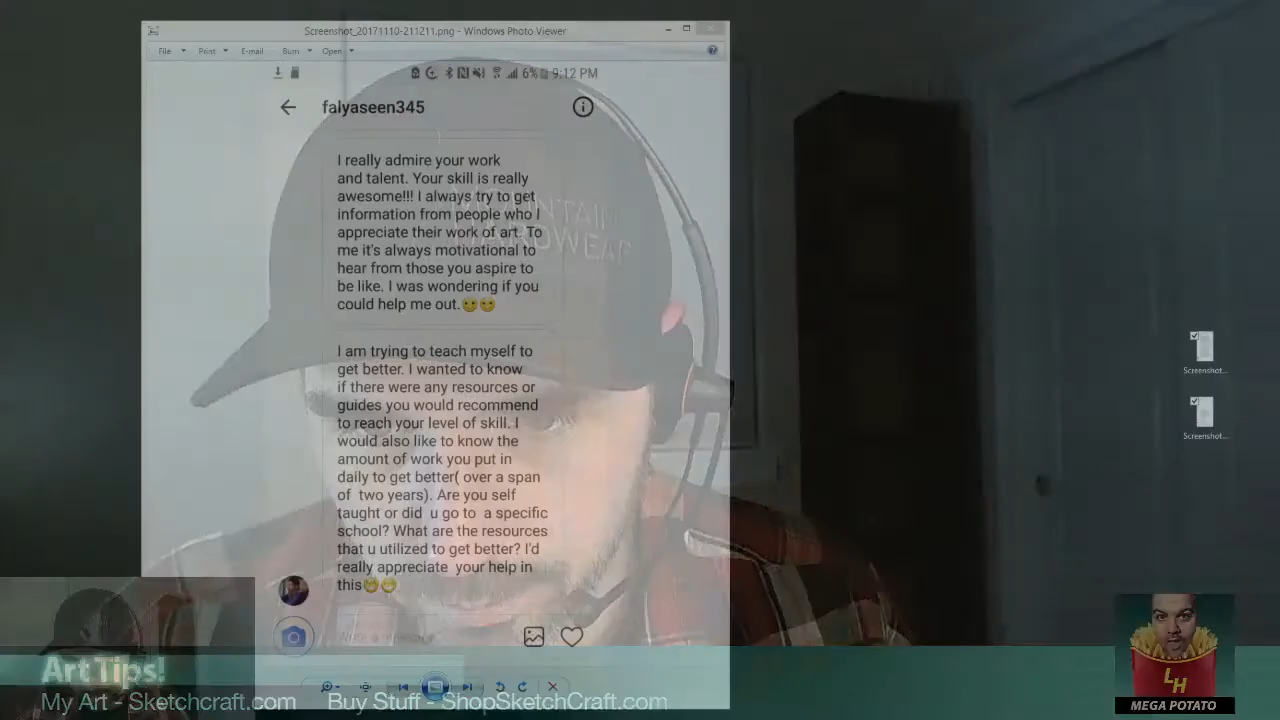 Screenshot_20171110-211211.png - Windows Photo Viewer
File Print E-mail Burn Open
6% 9:12 PM
falyaseen345
I really admire your work
and talent. Your skill is really
awesome!!! I always try to get
information from people who I
appreciate their work of art. To
me it's always motivational to
hear from those you aspire to
be like. I was wondering if you
could help me out.
MOUNTAIN
HARDWEAR
I am trying to teach myself to
get better. I wanted to know
if there were any resources or
guides you would recommend
to reach your level of skill. I
would also like to know the
amount of work you put in
daily to get better( over a span
of two years). Are you self
taught or did u go to a specific
school? What are the resources
that u utilized to get better? I'd
really appreciate your help in
this
Write a message...
Screenshot...
Screenshot...
Art Tips!
My Art - Sketchcraft.com Buy Stuff - ShopSketchCraft.com
LH
MEGA POTATO